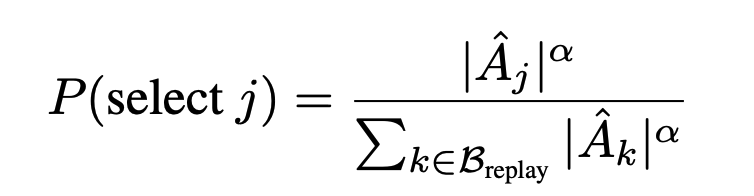 P(select j) = |Â_j|^α / ∑_{k∈ℬ_replay} |Â_k|^α